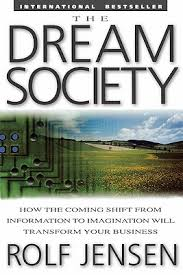 INTERNATIONAL BESTSELLER
THE
DREAM
SOCIETY
HOW THE COMING SHIFT FROM
INFORMATION TO IMAGINATION WILL
TRANSFORM YOUR BUSINESS
ROLF JENSEN